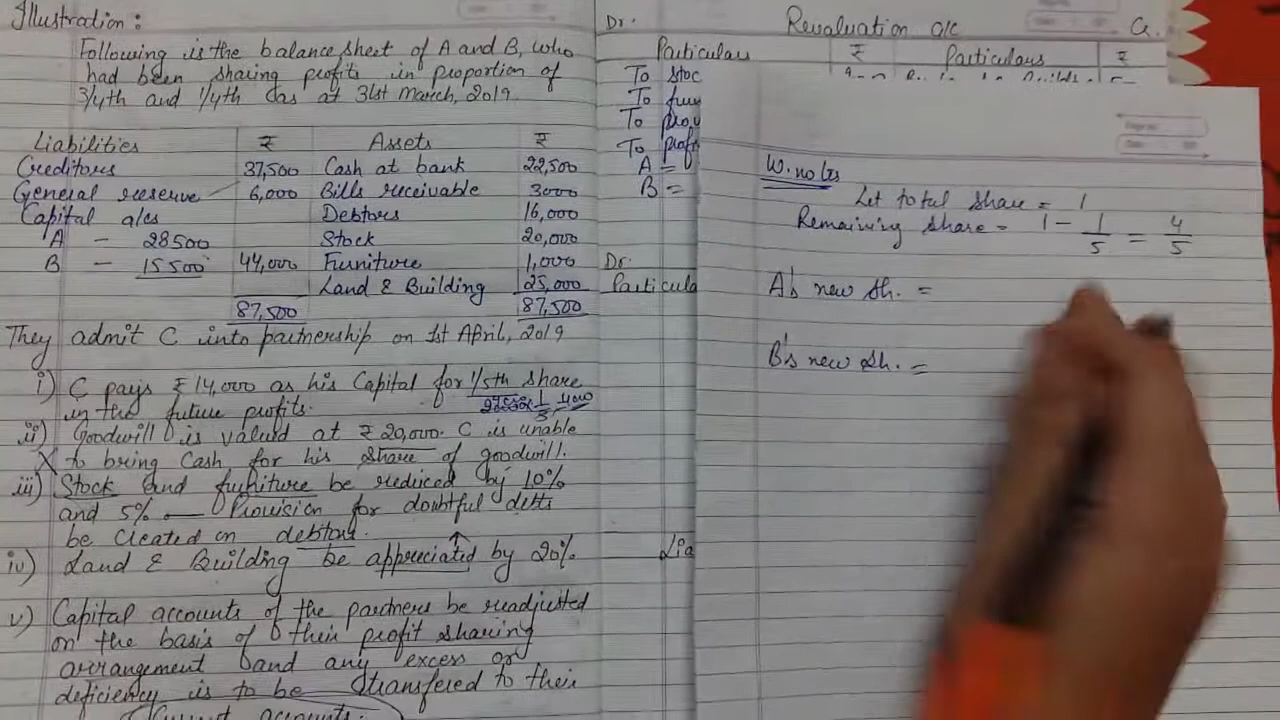 Illustration :
Following is the balance sheet of A and B, who
had been sharing profits in proportion of
3/4th and 1/4th as at 31st March, 2019.
Liabilities ₹ Assets ₹
Creditors 37,500 Cash at bank 22,500
General reserve 6,000 Bills receivable 3000
Capital a/cs Debtors 16,000
A - 28500 Stock 20,000
B - 15500 44,000 Furniture 1,000
Land & Building 25,000
87,500 87,500
They admit C into partnership on 1st April, 2019
i) C pays ₹ 14,000 as his Capital for 1/5th share
in the future profits.
ii) Goodwill is valued at ₹ 20,000. C is unable
X to bring Cash for his share of goodwill.
iii) Stock and furniture be reduced by 10%
and 5% Provision for doubtful debts
be created on debtors.
iv) Land & Building be appreciated by 20%
v) Capital accounts of the partners be readjusted
on the basis of their profit sharing
arrangement and any excess or
deficiency is to be transfered to their
Current accounts.
Dr. Revaluation a/c Cr.
Particulars ₹ Particulars ₹
To stoc
To fur
To prov
To prof
A =
B =
Dr.
Particula
Lia
W. notes
Let total share = 1
Remaining share = 1 - 1/5 = 4/5
A's new sh. =
B's new sh. =